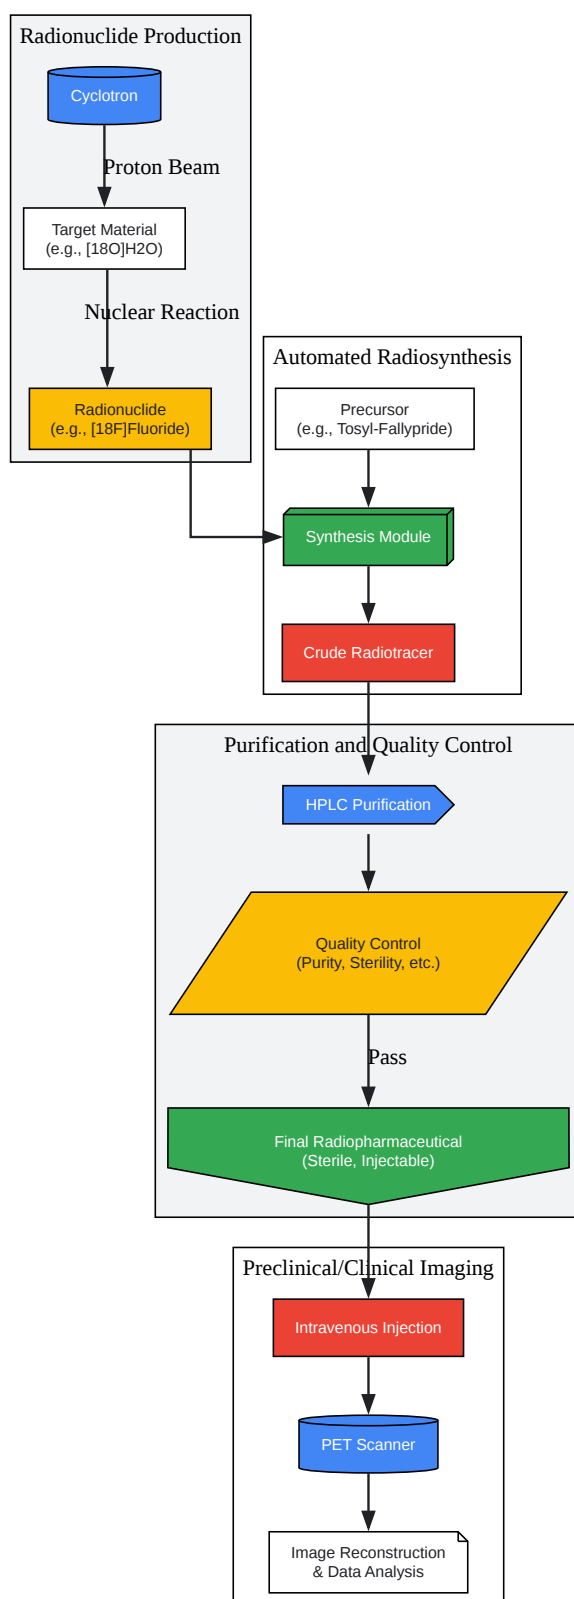 Radionuclide Production
Cyclotron
Proton Beam
Target Material
(e.g., [18O]H2O)
Nuclear Reaction
Radionuclide
(e.g., [18F]Fluoride)
Automated Radiosynthesis
Precursor
(e.g., Tosyl-Fallypride)
Synthesis Module
Crude Radiotracer
Purification and Quality Control
HPLC Purification
Quality Control
(Purity, Sterility, etc.)
Pass
Final Radiopharmaceutical
(Sterile, Injectable)
Preclinical/Clinical Imaging
Intravenous Injection
PET Scanner
Image Reconstruction
& Data Analysis